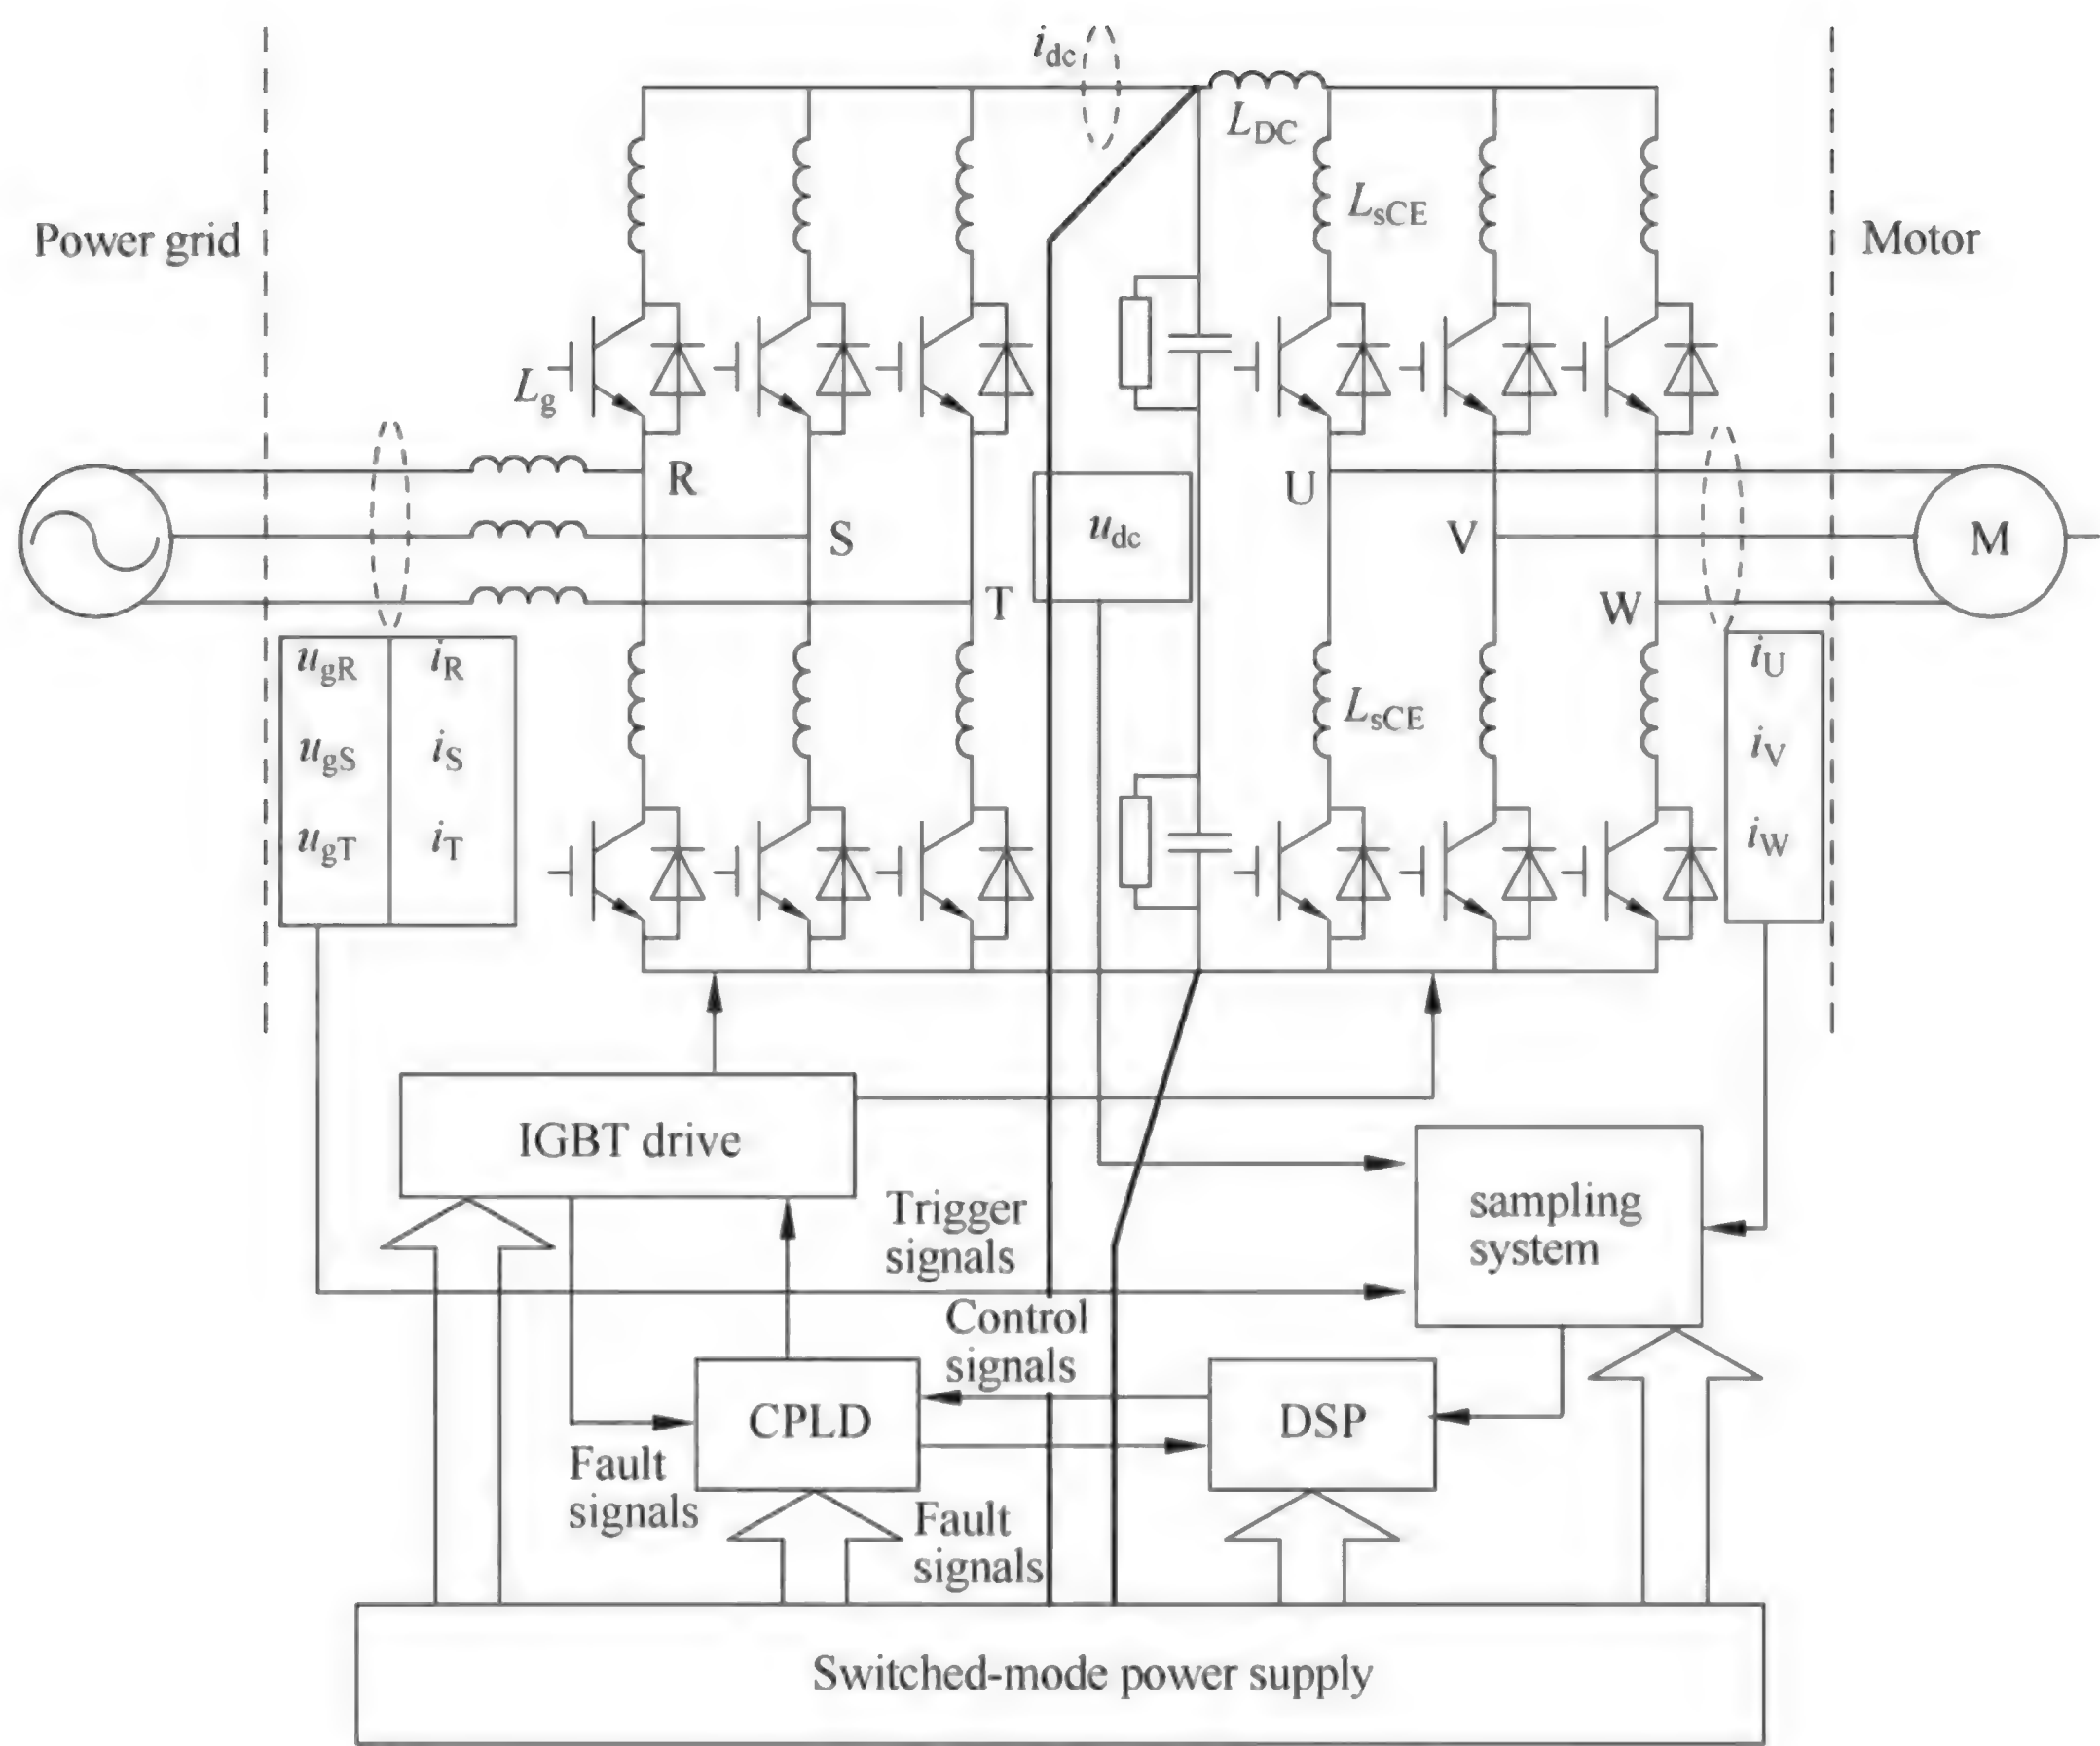 i_dc
L_DC
L_sCE
Power grid
Motor
L_g
R
S
T
u_dc
U
V
W
M
u_gR
i_R
u_gS
i_S
u_gT
i_T
L_sCE
i_U
i_V
i_W
IGBT drive
Trigger
signals
sampling
system
Control
signals
CPLD
DSP
Fault
signals
Fault
signals
Switched-mode power supply